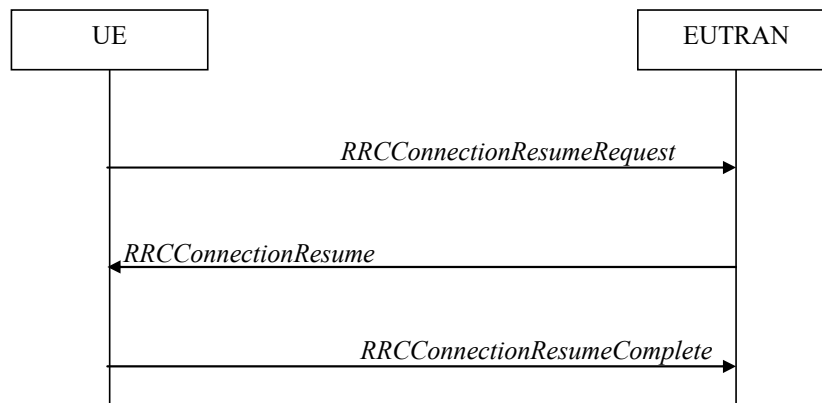 UE
EUTRAN
RRCConnectionResumeRequest
RRCConnectionResume
RRCConnectionResumeComplete